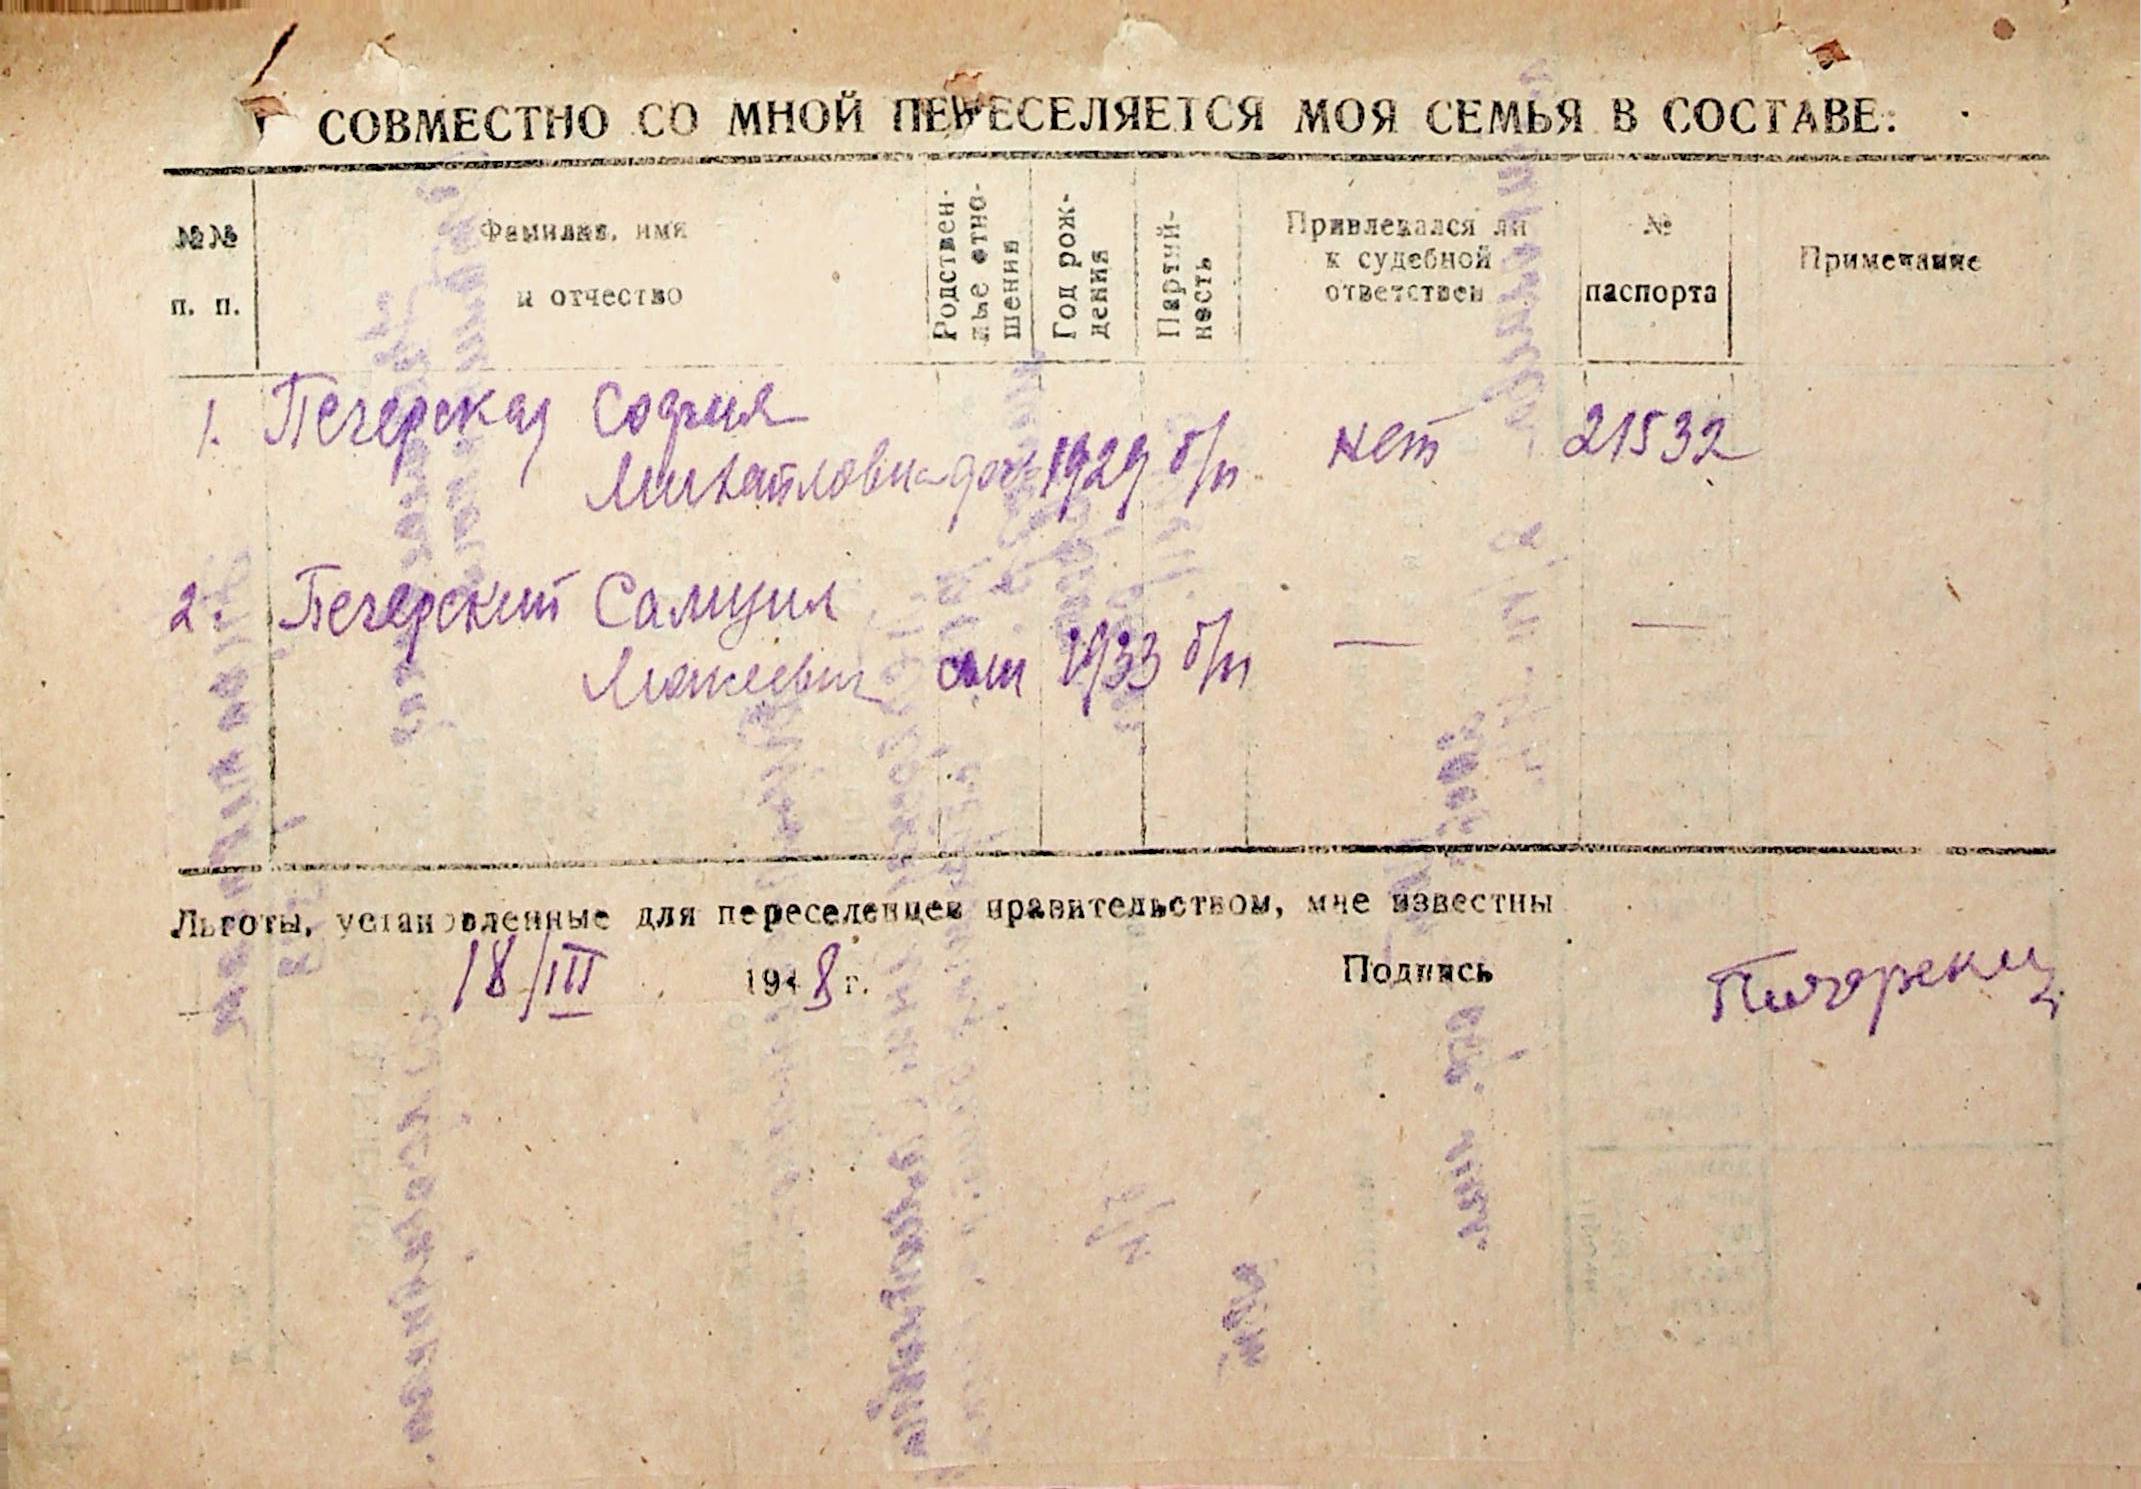 СОВМЕСТНО СО МНОЙ ПЕРЕСЕЛЯЕТСЯ МОЯ СЕМЬЯ В СОСТАВЕ:
№№ п. п.
Фамилия, имя и отчество
Родственные отношения
Год рождения
Партийность
Привлекался ли к судебной ответствен
№ паспорта
Примечание
1. Печерская София
Михайловна доч 1929 б/п нет 21532
2. Печерский Самуил
сын 1933 б/п — —
Льготы, установленные для переселенцев правительством, мне известны
18/III 1948 г. Подпись